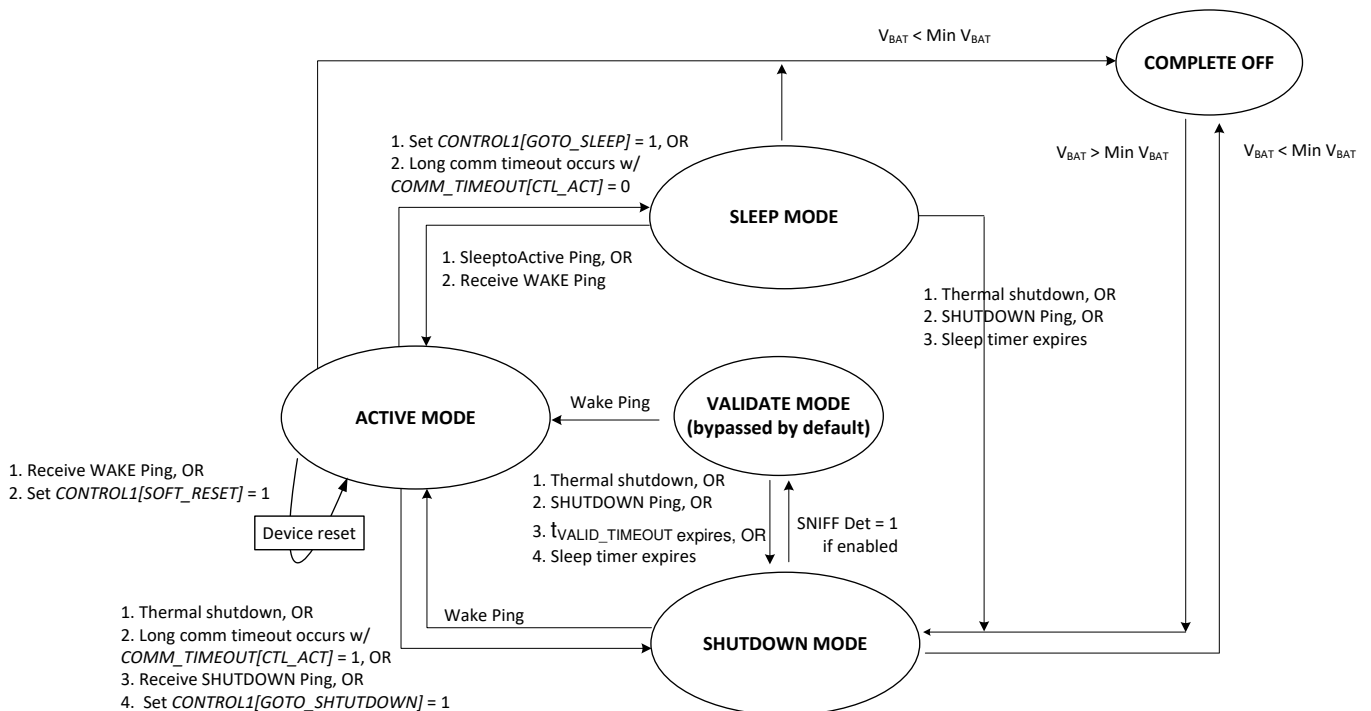 V_BAT < Min V_BAT
COMPLETE OFF
1. Set CONTROL1[GOTO_SLEEP] = 1, OR
2. Long comm timeout occurs w/
COMM_TIMEOUT[CTL_ACT] = 0
V_BAT > Min V_BAT
V_BAT < Min V_BAT
SLEEP MODE
1. SleeptoActive Ping, OR
2. Receive WAKE Ping
1. Thermal shutdown, OR
2. SHUTDOWN Ping, OR
3. Sleep timer expires
ACTIVE MODE
Wake Ping
VALIDATE MODE
(bypassed by default)
1. Receive WAKE Ping, OR
2. Set CONTROL1[SOFT_RESET] = 1
Device reset
1. Thermal shutdown, OR
2. SHUTDOWN Ping, OR
3. tVALID_TIMEOUT expires, OR
4. Sleep timer expires
SNIFF Det = 1
if enabled
Wake Ping
SHUTDOWN MODE
1. Thermal shutdown, OR
2. Long comm timeout occurs w/
COMM_TIMEOUT[CTL_ACT] = 1, OR
3. Receive SHUTDOWN Ping, OR
4. Set CONTROL1[GOTO_SHTUTDOWN] = 1